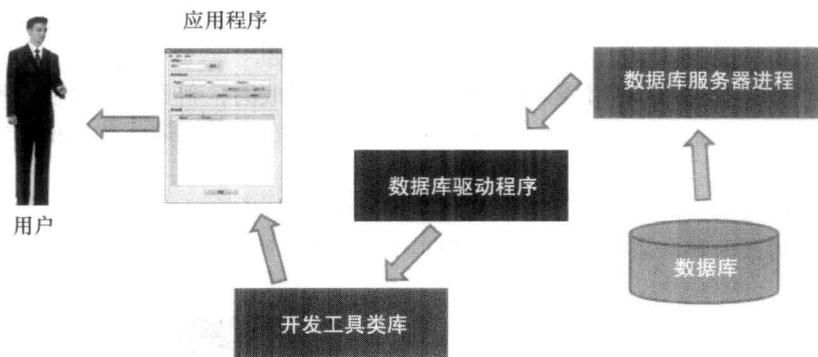 应用程序
数据库服务器进程
数据库驱动程序
用户
数据库
开发工具类库